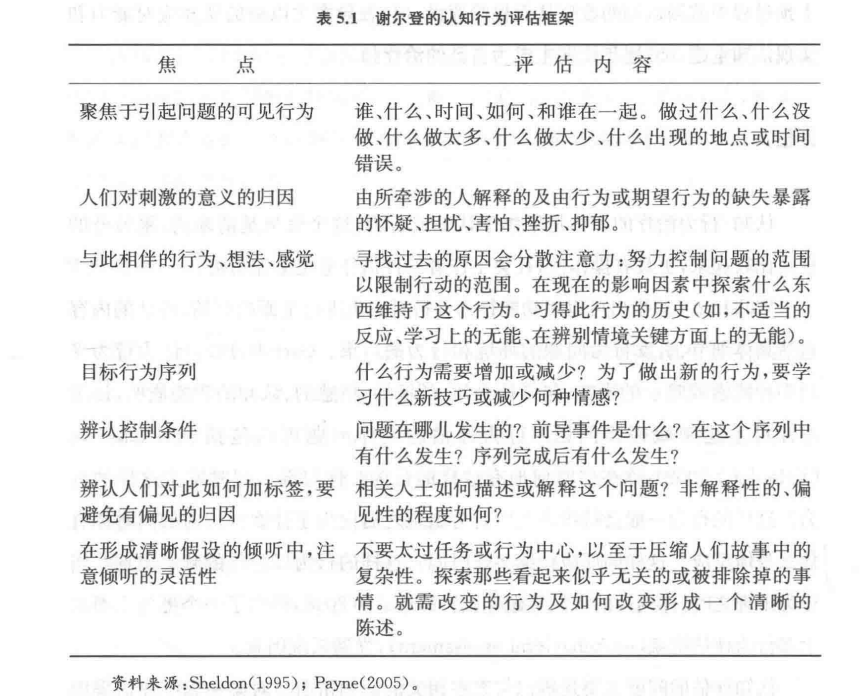 表 5.1 谢尔登的认知行为评估框架
焦 点 评 估 内 容
聚焦于引起问题的可见行为 谁、什么、时间、如何、和谁在一起。做过什么、什么没
做、什么做太多、什么做太少、什么出现的地点或时间
错误。
人们对刺激的意义的归因 由所牵涉的人解释的及由行为或期望行为的缺失暴露
的怀疑、担忧、害怕、挫折、抑郁。
与此相伴的行为、想法、感觉 寻找过去的原因会分散注意力;努力控制问题的范围
以限制行动的范围。在现在的影响因素中探索什么东
西维持了这个行为。习得此行为的历史(如,不适当的
反应、学习上的无能、在辨别情境关键方面上的无能)。
目标行为序列 什么行为需要增加或减少? 为了做出新的行为,要学
习什么新技巧或减少何种情感?
辨认控制条件 问题在哪儿发生的? 前导事件是什么? 在这个序列中
有什么发生? 序列完成后有什么发生?
辨认人们对此如何加标签,要 相关人士如何描述或解释这个问题? 非解释性的、偏
避免有偏见的归因 见性的程度如何?
在形成清晰假设的倾听中,注 不要太过任务或行为中心,以至于压缩人们故事中的
意倾听的灵活性 复杂性。探索那些看起来似乎无关的或被排除掉的事
情。就需改变的行为及如何改变形成一个清晰的
陈述。
资料来源:Sheldon(1995); Payne(2005)。